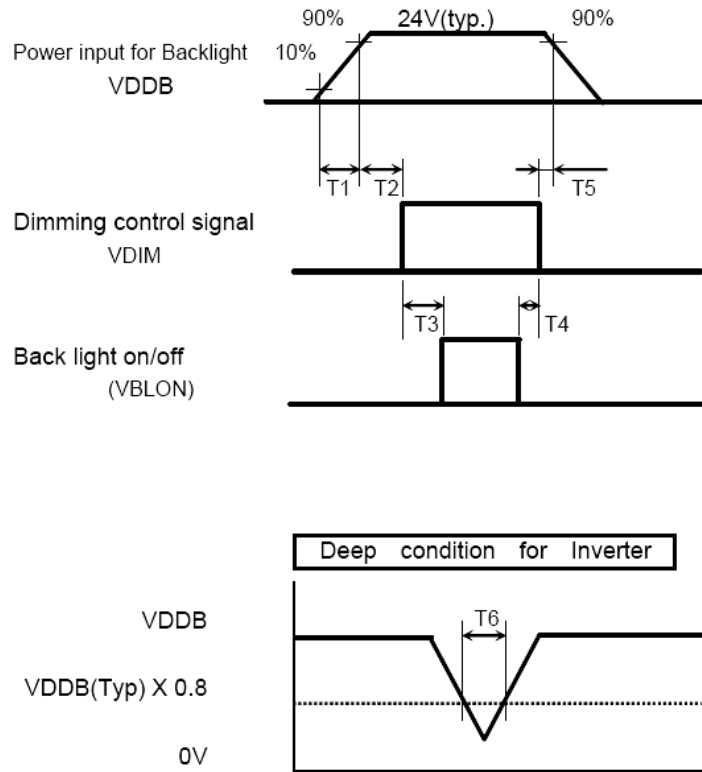 90% 24V(typ.) 90%
Power input for Backlight 10%
VDDB
T1 T2 T5
Dimming control signal
VDIM
T3 T4
Back light on/off
(VBLON)
Deep condition for Inverter
VDDB T6
VDDB(Typ) X 0.8
0V